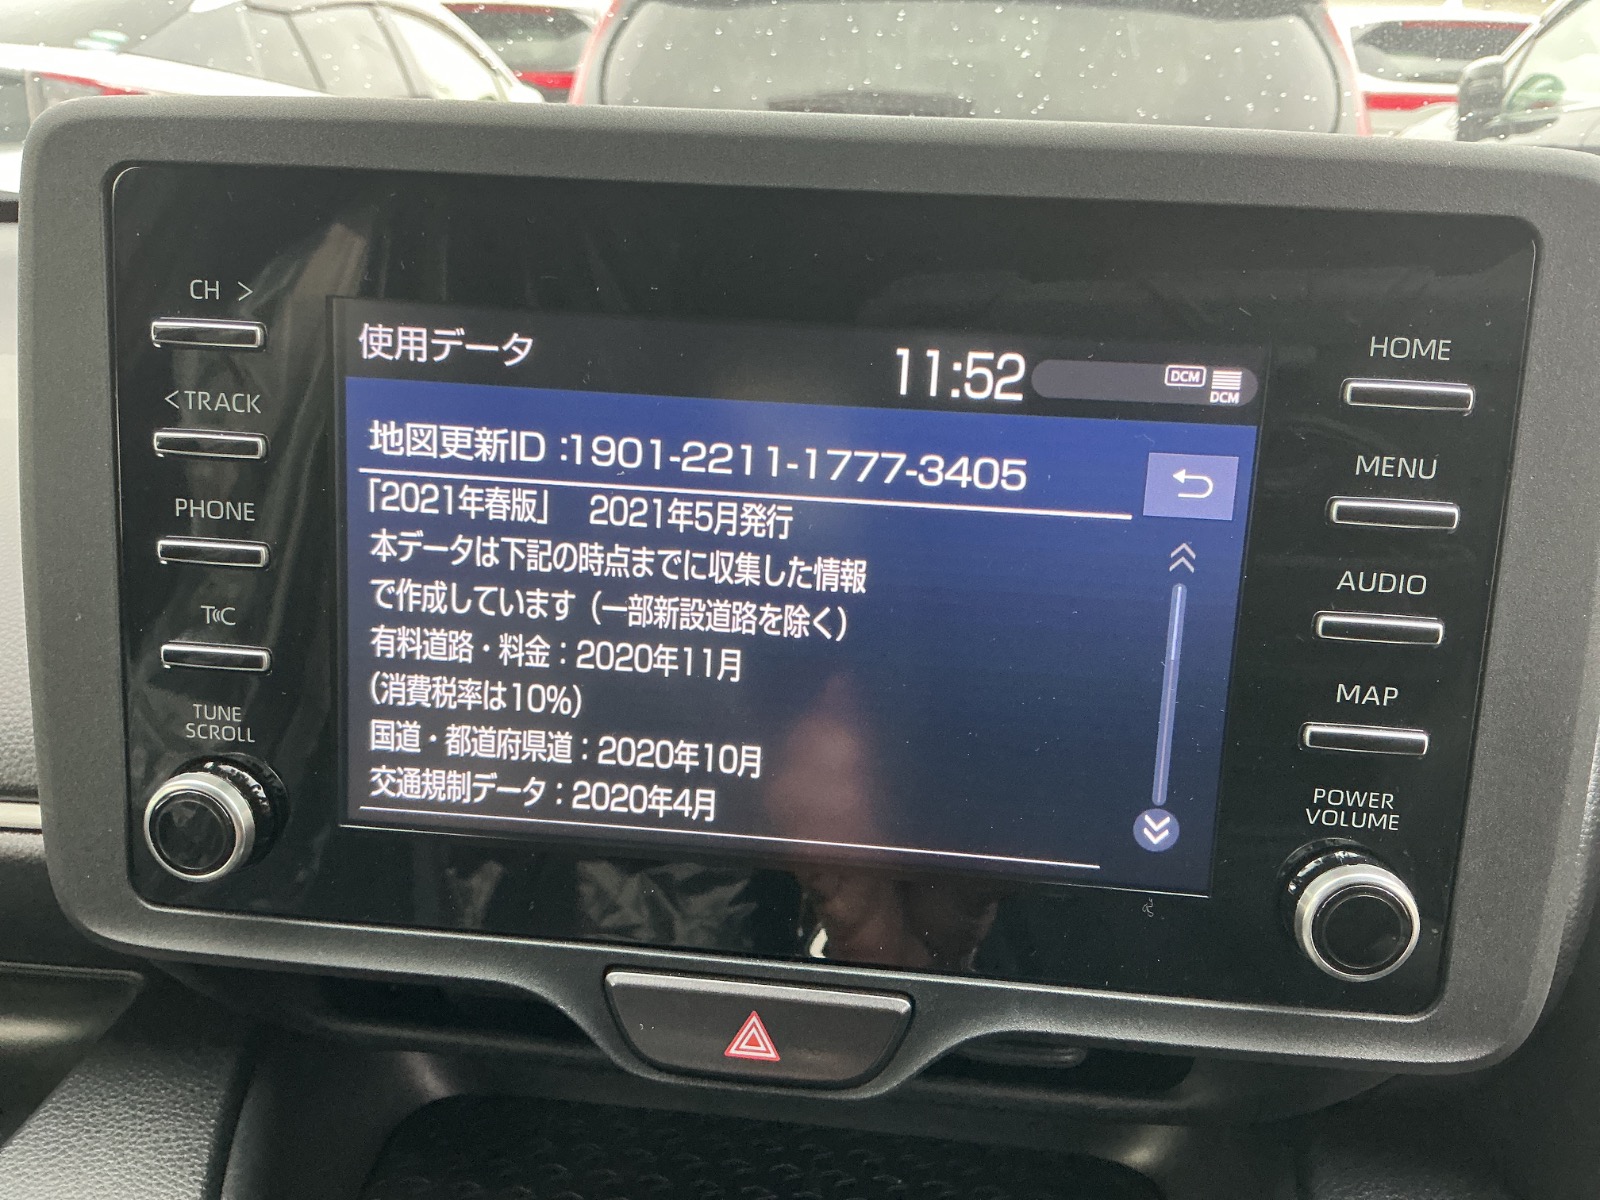 CH >
<TRACK
PHONE
TC
TUNE
SCROLL
使用データ
11:52
DCM
DCM
地図更新ID :1901-2211-1777-3405
「2021年春版」 2021年5月発行
本データは下記の時点までに収集した情報
で作成しています（一部新設道路を除く）
有料道路・料金：2020年11月
（消費税率は10%）
国道・都道府県道：2020年10月
交通規制データ：2020年4月
HOME
MENU
AUDIO
MAP
POWER
VOLUME